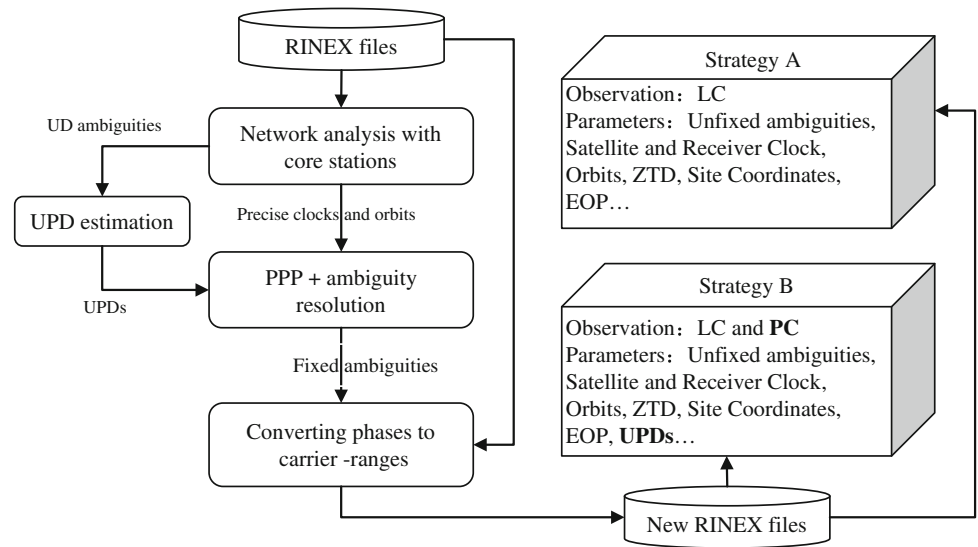 RINEX files
UD ambiguities
Network analysis with
core stations
UPD estimation
Precise clocks and orbits
UPDs
PPP + ambiguity
resolution
Fixed ambiguities
Converting phases to
carrier -ranges
Strategy A
Observation：LC
Parameters：Unfixed ambiguities,
Satellite and Receiver Clock,
Orbits, ZTD, Site Coordinates,
EOP…
Strategy B
Observation：LC and PC
Parameters：Unfixed ambiguities,
Satellite and Receiver Clock,
Orbits, ZTD, Site Coordinates,
EOP, UPDs…
New RINEX files